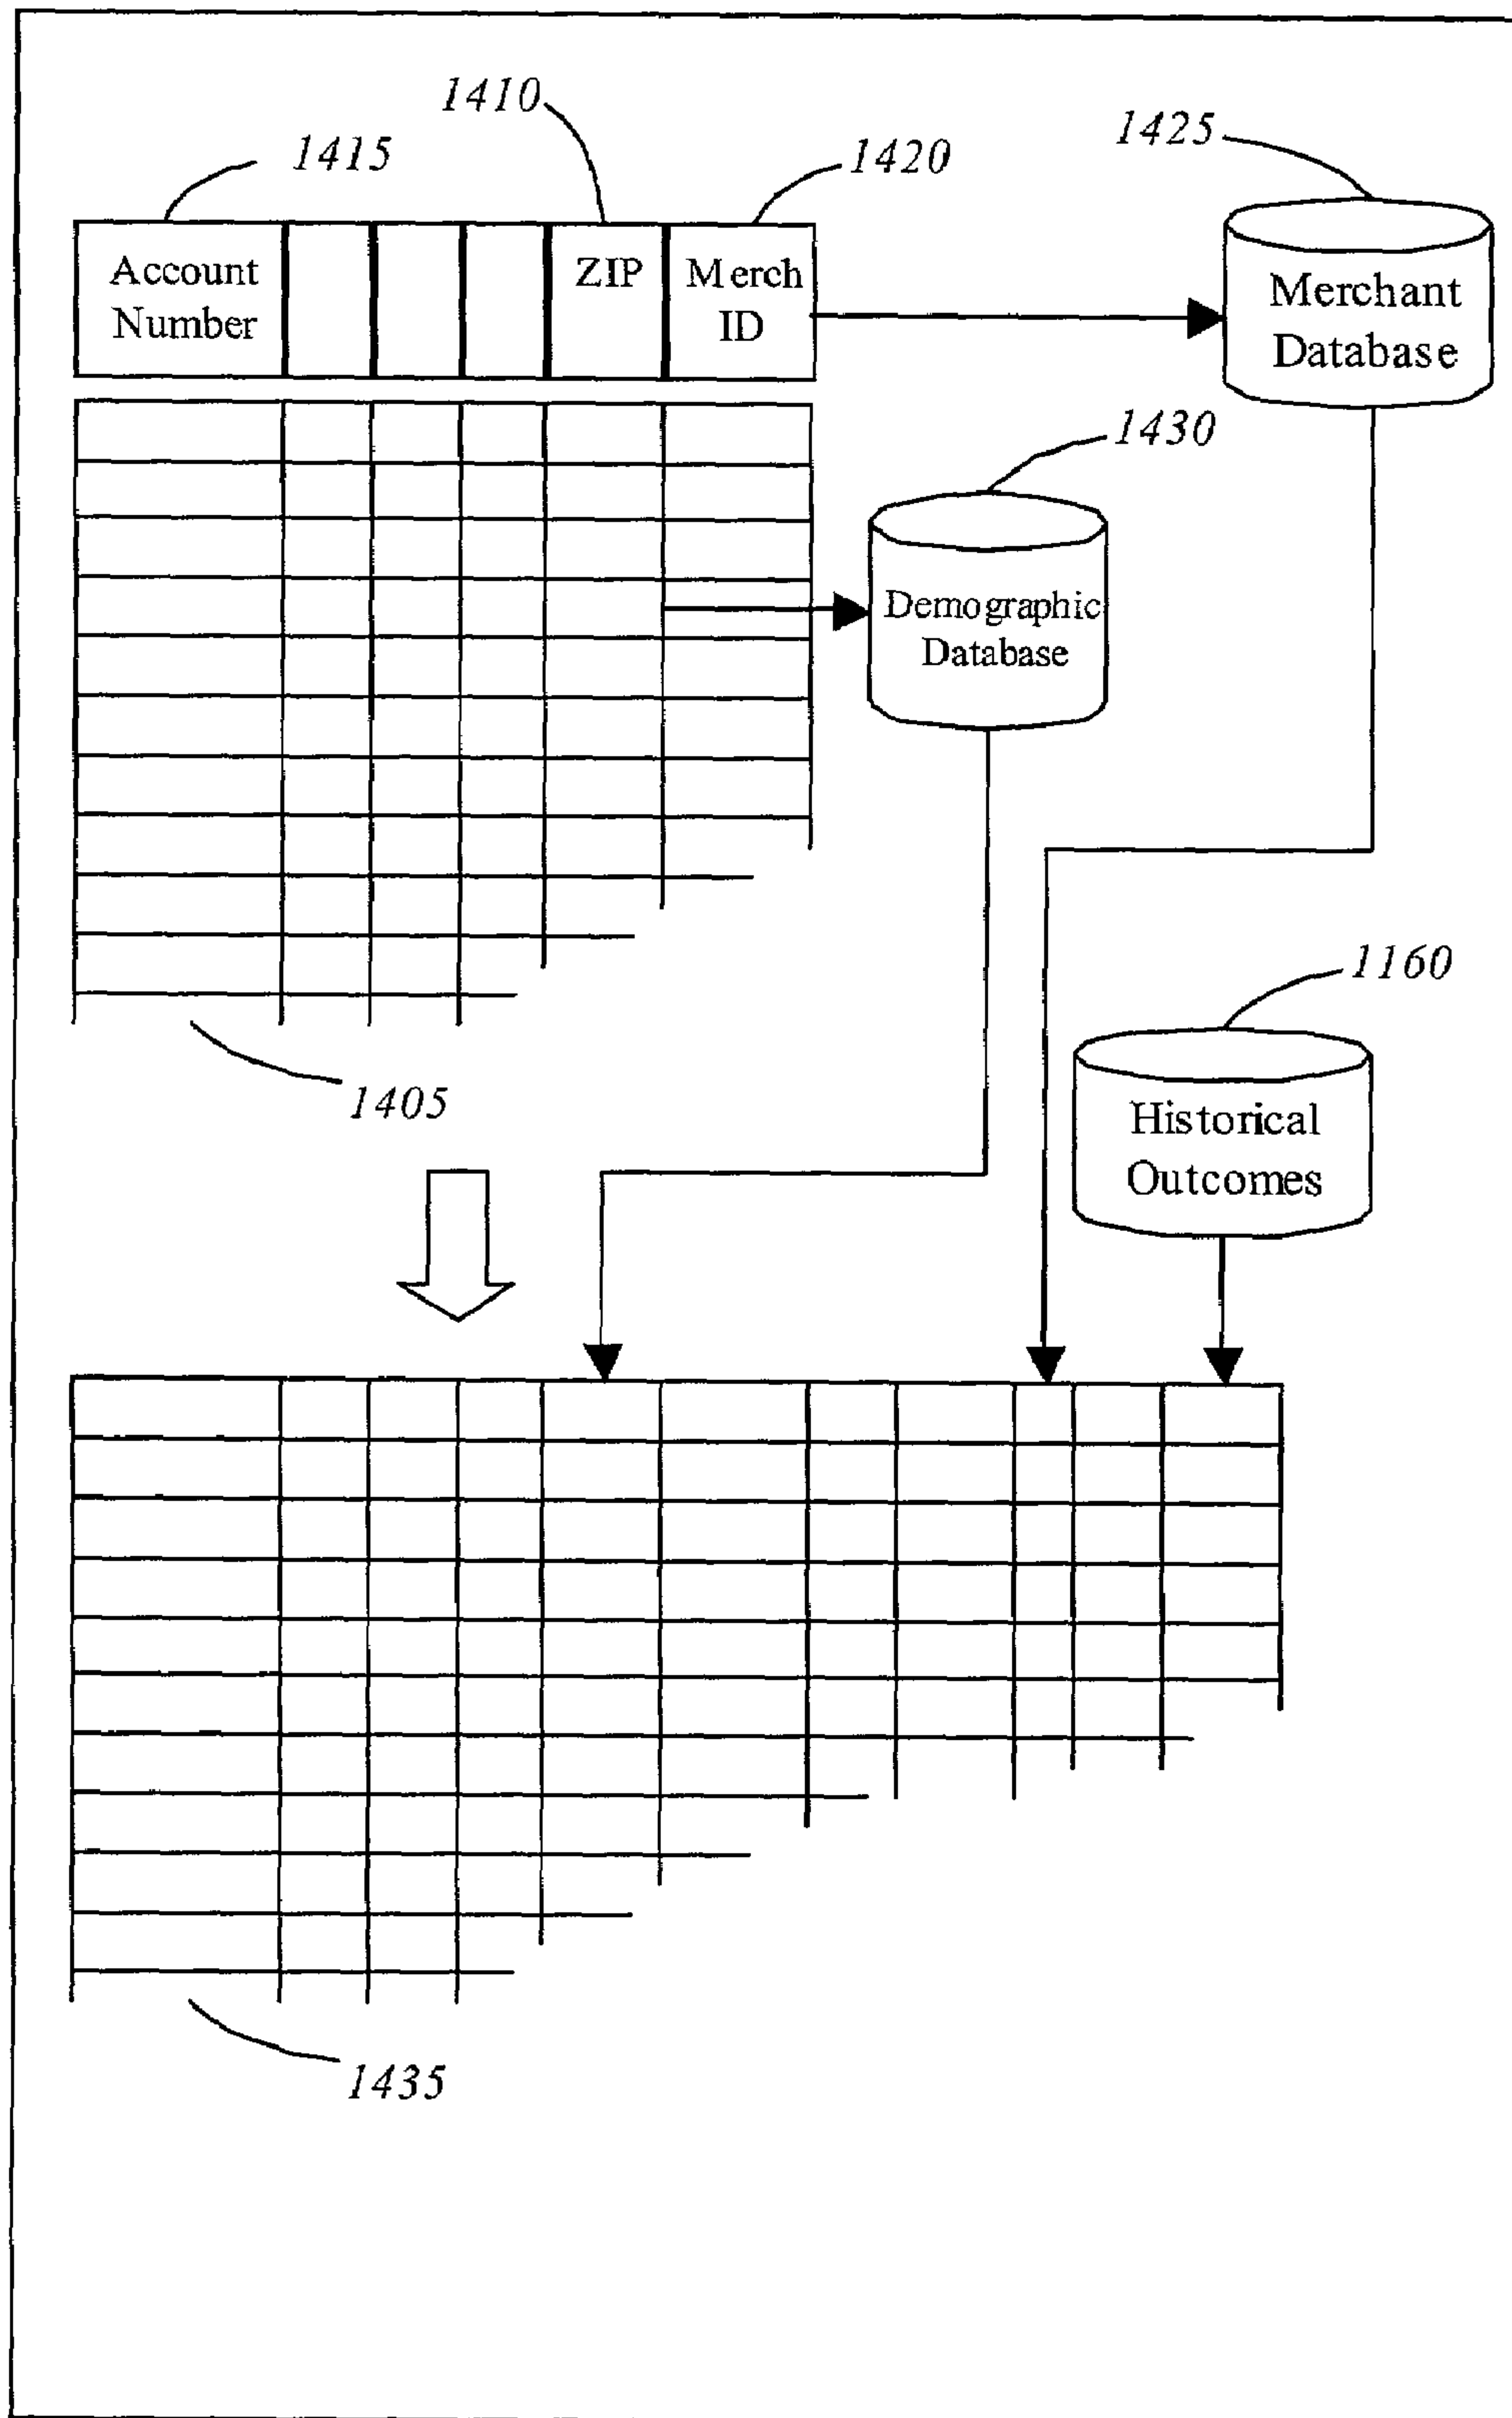 1410
1415
1420
1425
Account
Number
ZIP
Merch
ID
Merchant
Database
1430
Demographic
Database
1160
Historical
Outcomes
1405
1435